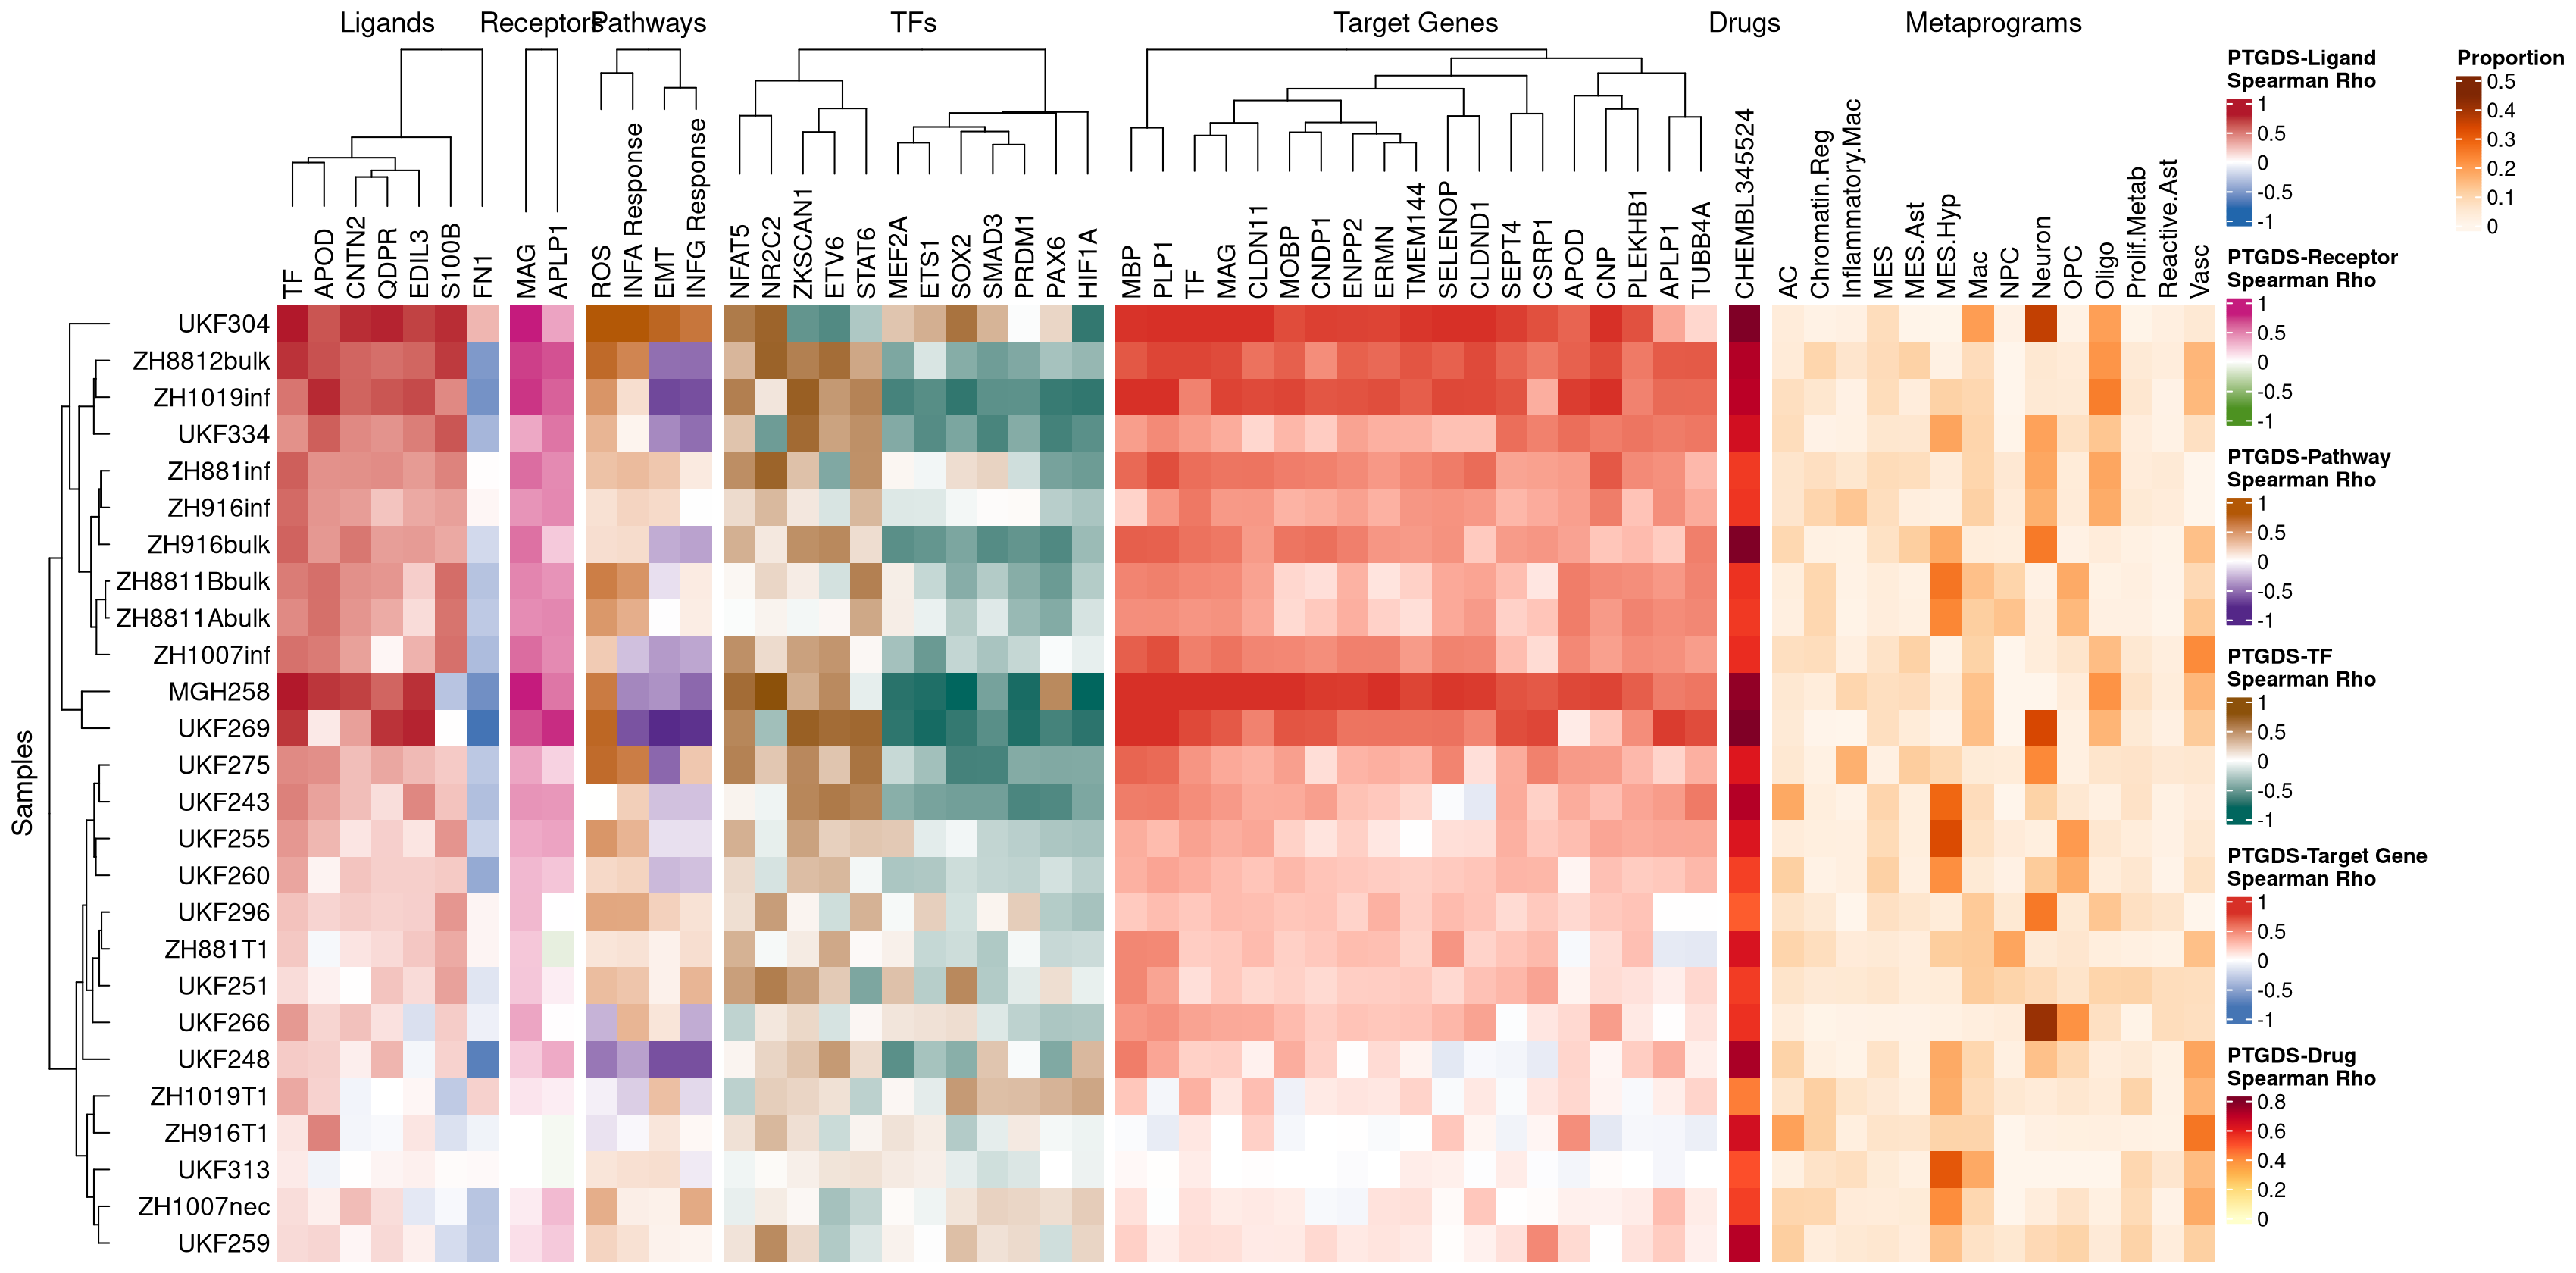 Ligands Receptors Pathways TFs Target Genes Drugs Metaprograms
TF APOD CNTN2 QDPR EDIL3 S100B FN1
MAG APLP1
ROS INFA Response EMT INFG Response
NFAT5 NR2C2 ZKSCAN1 ETV6 STAT6 MEF2A ETS1 SOX2 SMAD3 PRDM1 PAX6 HIF1A
MBP PLP1 TF MAG CLDN11 MOBP CNDP1 ENPP2 ERMN TMEM144 SELENOP CLDND1 SEPT4 CSRP1 APOD CNP PLEKHB1 APLP1 TUBB4A
CHEMBL345524
AC Chromatin.Reg Inflammatory.Mac MES MES.Ast MES.Hyp Mac NPC Neuron OPC Oligo Prolif.Metab Reactive.Ast Vasc
Samples
UKF304
ZH8812bulk
ZH1019inf
UKF334
ZH881inf
ZH916inf
ZH916bulk
ZH8811Bbulk
ZH8811Abulk
ZH1007inf
MGH258
UKF269
UKF275
UKF243
UKF255
UKF260
UKF296
ZH881T1
UKF251
UKF266
UKF248
ZH1019T1
ZH916T1
UKF313
ZH1007nec
UKF259
PTGDS-Ligand
Spearman Rho
1
0.5
0
-0.5
-1
PTGDS-Receptor
Spearman Rho
1
0.5
0
-0.5
-1
PTGDS-Pathway
Spearman Rho
1
0.5
0
-0.5
-1
PTGDS-TF
Spearman Rho
1
0.5
0
-0.5
-1
PTGDS-Target Gene
Spearman Rho
1
0.5
0
-0.5
-1
PTGDS-Drug
Spearman Rho
0.8
0.6
0.4
0.2
0
Proportion
0.5
0.4
0.3
0.2
0.1
0